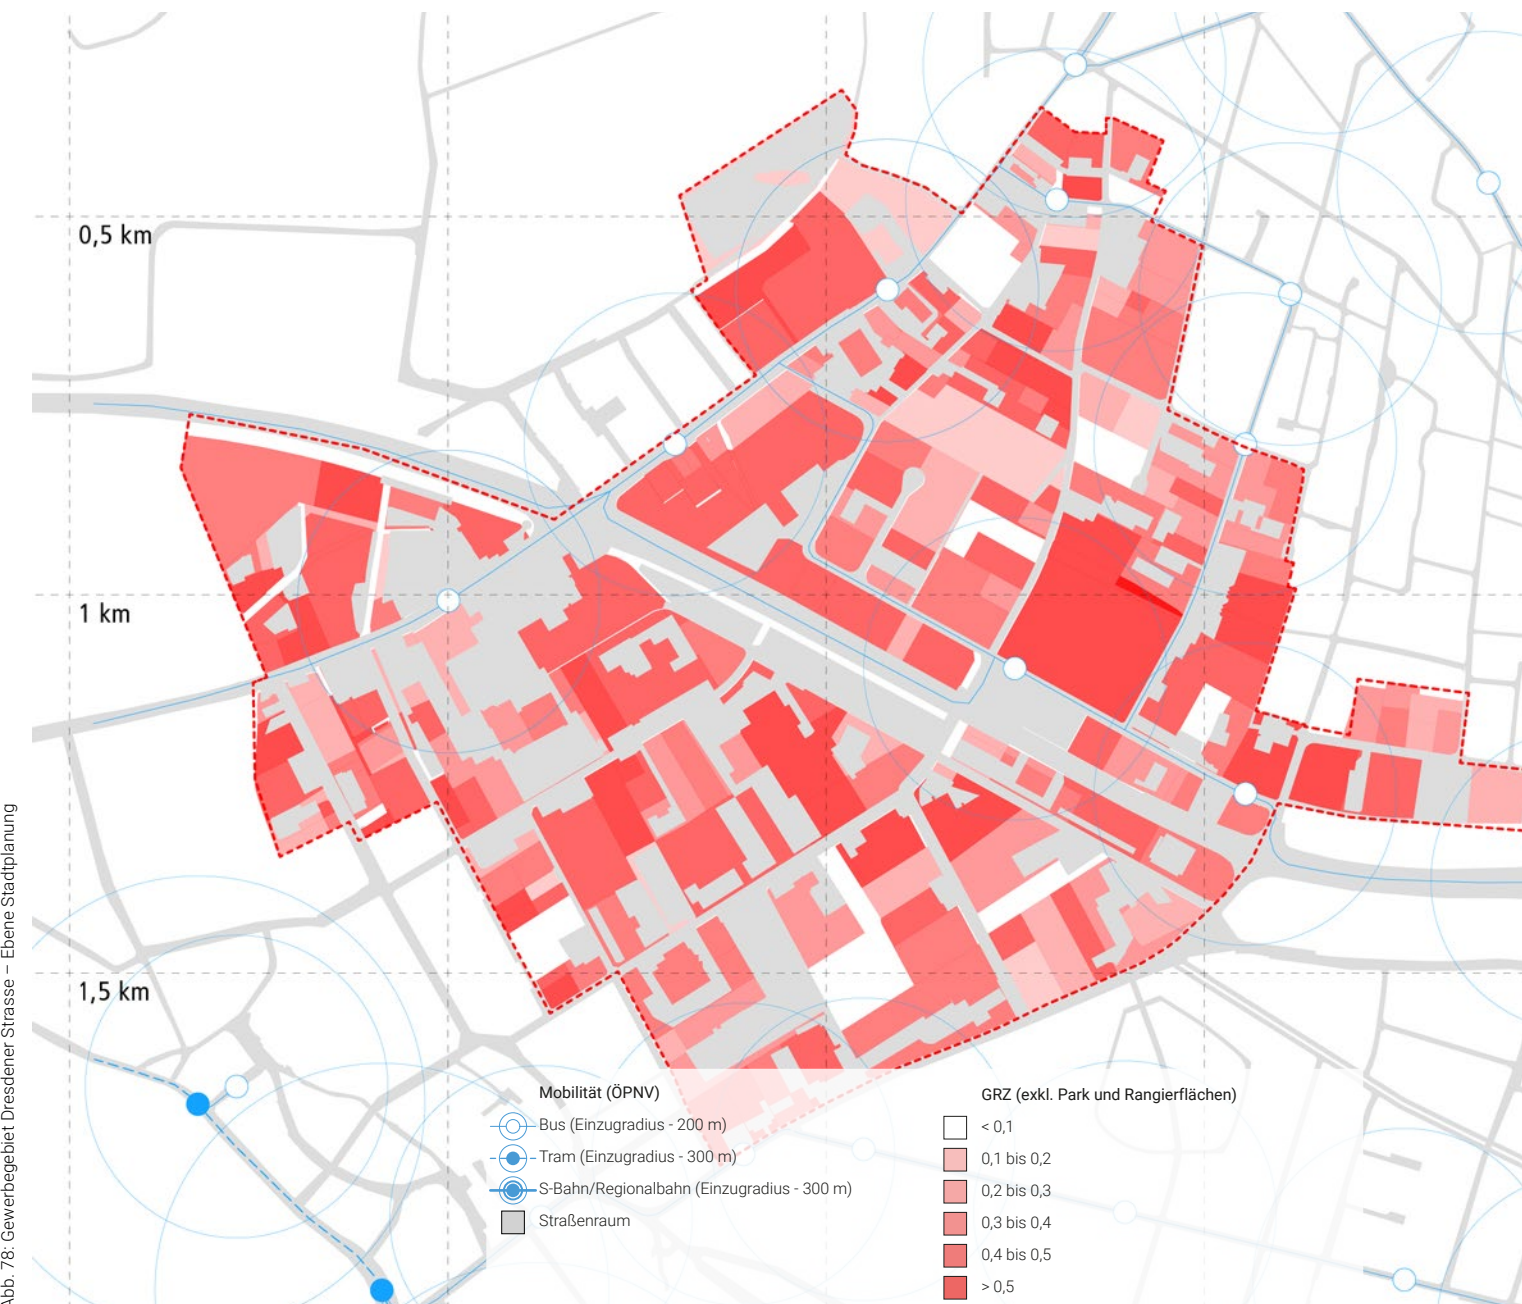 0,5 km
1 km
1,5 km
Abb. 78: Gewerbegebiet Dresdener Strasse – Ebene Stadtplanung
Mobilität (ÖPNV)
Bus (Einzugradius - 200 m)
Tram (Einzugradius - 300 m)
S-Bahn/Regionalbahn (Einzugradius - 300 m)
Straßenraum
GRZ (exkl. Park und Rangierflächen)
< 0,1
0,1 bis 0,2
0,2 bis 0,3
0,3 bis 0,4
0,4 bis 0,5
> 0,5